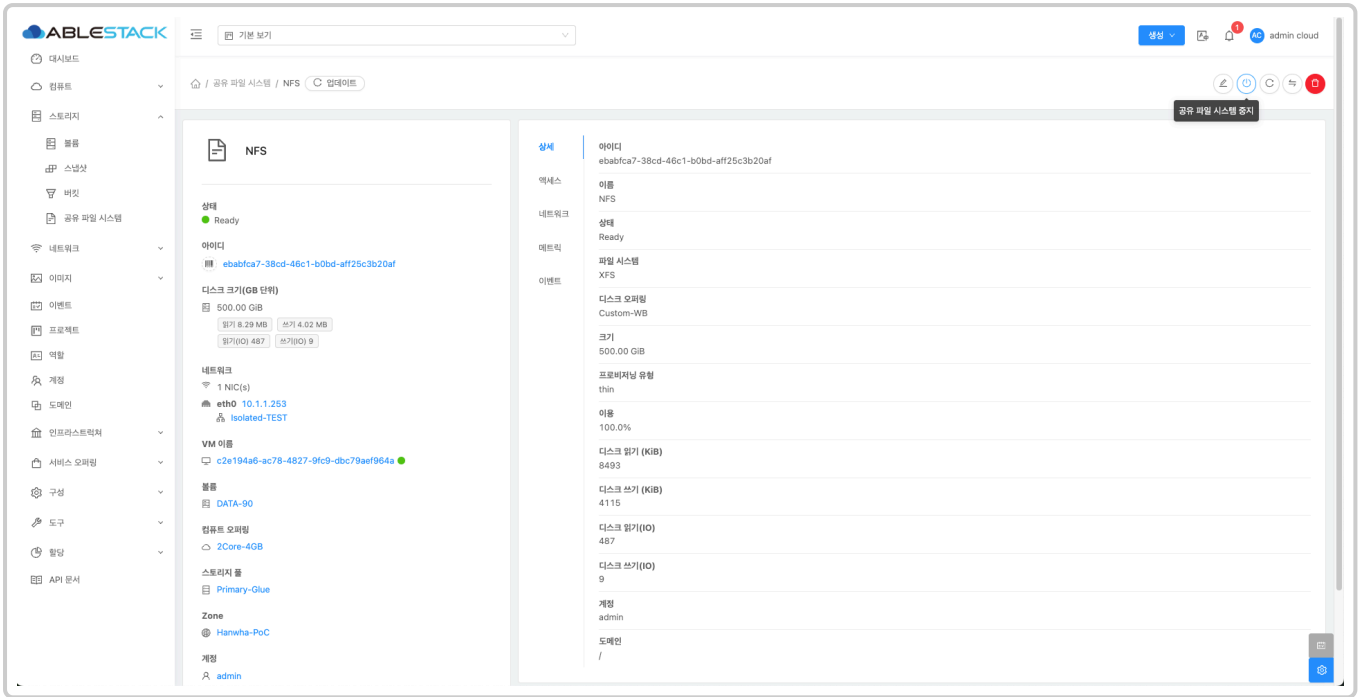 ABLESTACK
기본 보기
생성
1
AC
admin cloud
대시보드
컴퓨트
스토리지
볼륨
스냅샷
버킷
공유 파일 시스템
네트워크
이미지
이벤트
프로젝트
역할
계정
도메인
인프라스트럭쳐
서비스 오퍼링
구성
도구
할당
API 문서
/ 공유 파일 시스템 / NFS
업데이트
공유 파일 시스템 중지
NFS
상태
Ready
아이디
ebabfca7-38cd-46c1-b0bd-aff25c3b20af
디스크 크기(GB 단위)
500.00 GiB
읽기 8.29 MB
쓰기 4.02 MB
읽기(IO) 487
쓰기(IO) 9
네트워크
1 NIC(s)
eth0 10.1.1.253
Isolated-TEST
VM 이름
c2e194a6-ac78-4827-9fc9-dbc79aef964a
볼륨
DATA-90
컴퓨트 오퍼링
2Core-4GB
스토리지 풀
Primary-Glue
Zone
Hanwha-PoC
계정
admin
상세
액세스
네트워크
메트릭
이벤트
아이디
ebabfca7-38cd-46c1-b0bd-aff25c3b20af
이름
NFS
상태
Ready
파일 시스템
XFS
디스크 오퍼링
Custom-WB
크기
500.00 GiB
프로비저닝 유형
thin
이용
100.0%
디스크 읽기 (KiB)
8493
디스크 쓰기 (KiB)
4115
디스크 읽기(IO)
487
디스크 쓰기(IO)
9
계정
admin
도메인
/